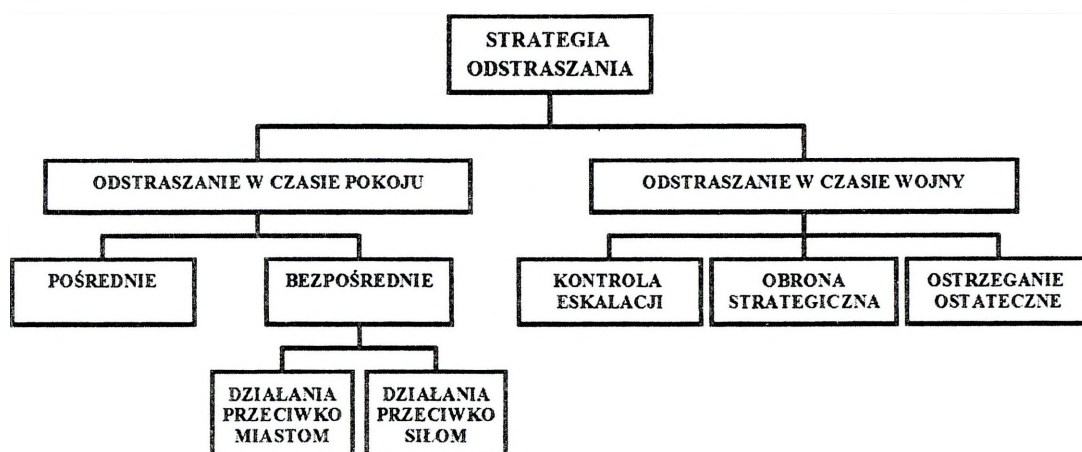 STRATEGIA
ODSTRASZANIA
ODSTRASZANIE W CZASIE POKOJU
ODSTRASZANIE W CZASIE WOJNY
POŚREDNIE
BEZPOŚREDNIE
KONTROLA
ESKALACJI
OBRONA
STRATEGICZNA
OSTRZEGANIE
OSTATECZNE
DZIAŁANIA
PRZECIWKO
MIASTOM
DZIAŁANIA
PRZECIWKO
SIŁOM